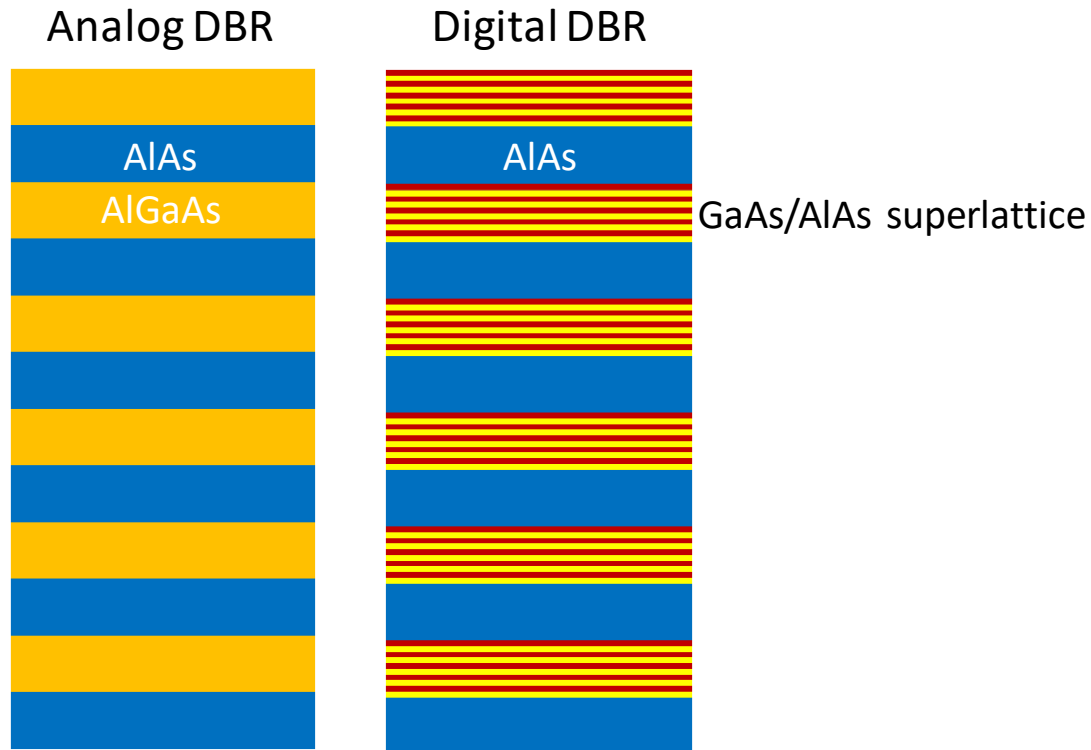 Analog DBR
Digital DBR
AlAs
AlAs
AlGaAs
GaAs/AlAs superlattice